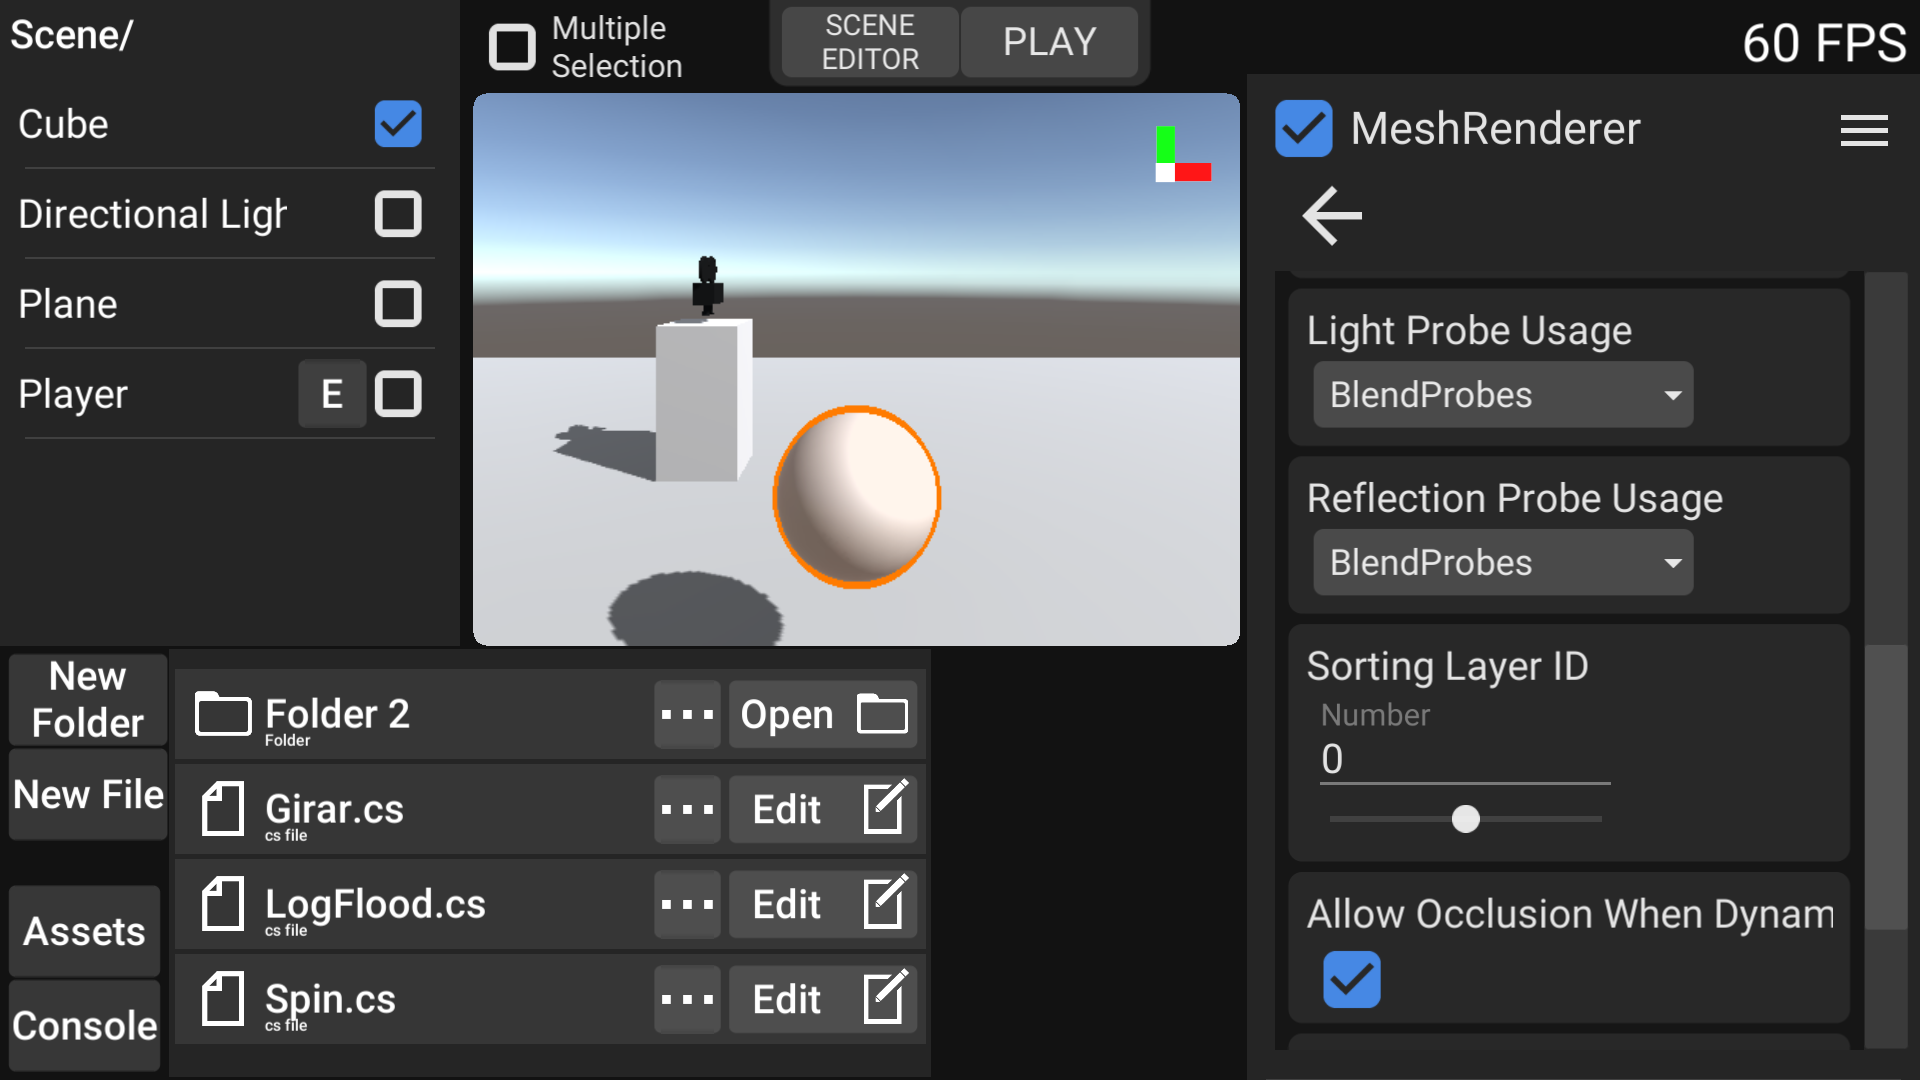 Scene/
Cube
Directional Ligh
Plane
Player
E
Multiple
Selection
SCENE
EDITOR
PLAY
60 FPS
MeshRenderer
Light Probe Usage
BlendProbes
Reflection Probe Usage
BlendProbes
Sorting Layer ID
Number
0
Allow Occlusion When Dynam
New
Folder
New File
Assets
Console
Folder 2
Folder
...
Open
Girar.cs
cs file
...
Edit
LogFlood.cs
cs file
...
Edit
Spin.cs
cs file
...
Edit